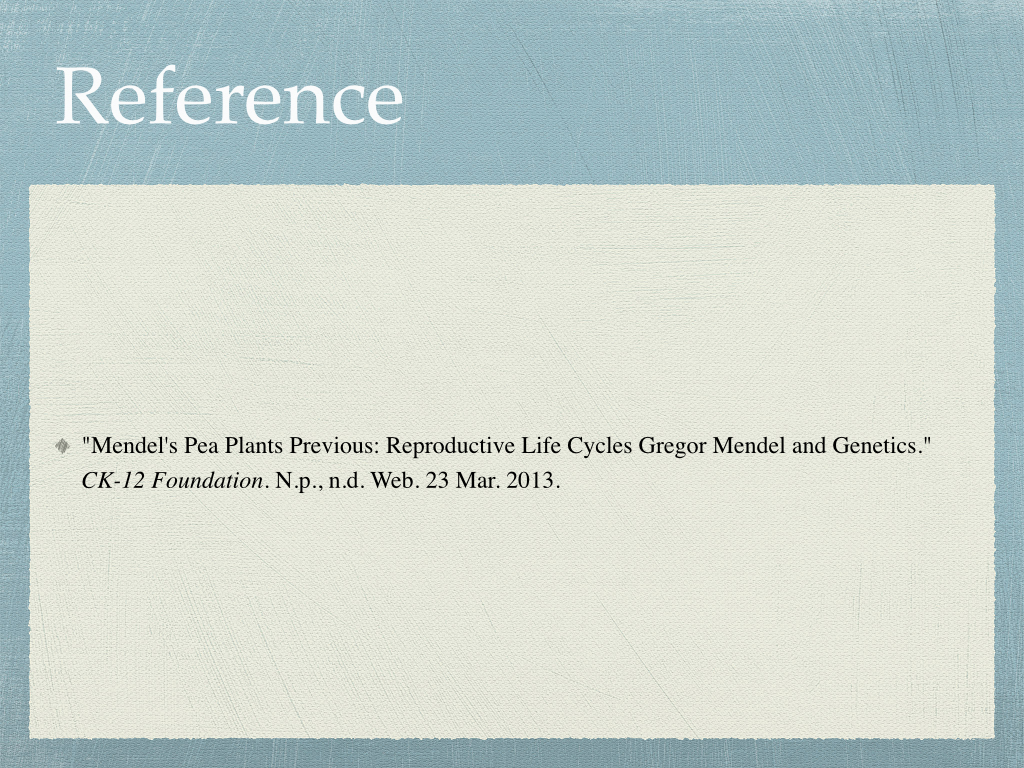 Reference
"Mendel's Pea Plants Previous: Reproductive Life Cycles Gregor Mendel and Genetics."
CK-12 Foundation. N.p., n.d. Web. 23 Mar. 2013.